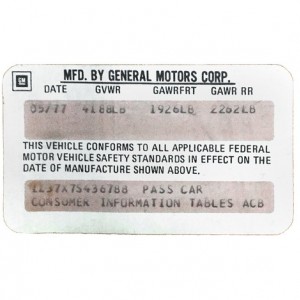 GM
MFD. BY GENERAL MOTORS CORP.
DATE GVWR GAWRFRT GAWR RR
05/77 4188LB 1926LB 2262LB
THIS VEHICLE CONFORMS TO ALL APPLICABLE FEDERAL
MOTOR VEHICLE SAFETY STANDARDS IN EFFECT ON THE
DATE OF MANUFACTURE SHOWN ABOVE.
1Z37X7S436788 PASS CAR
CONSUMER INFORMATION TABLES ACB